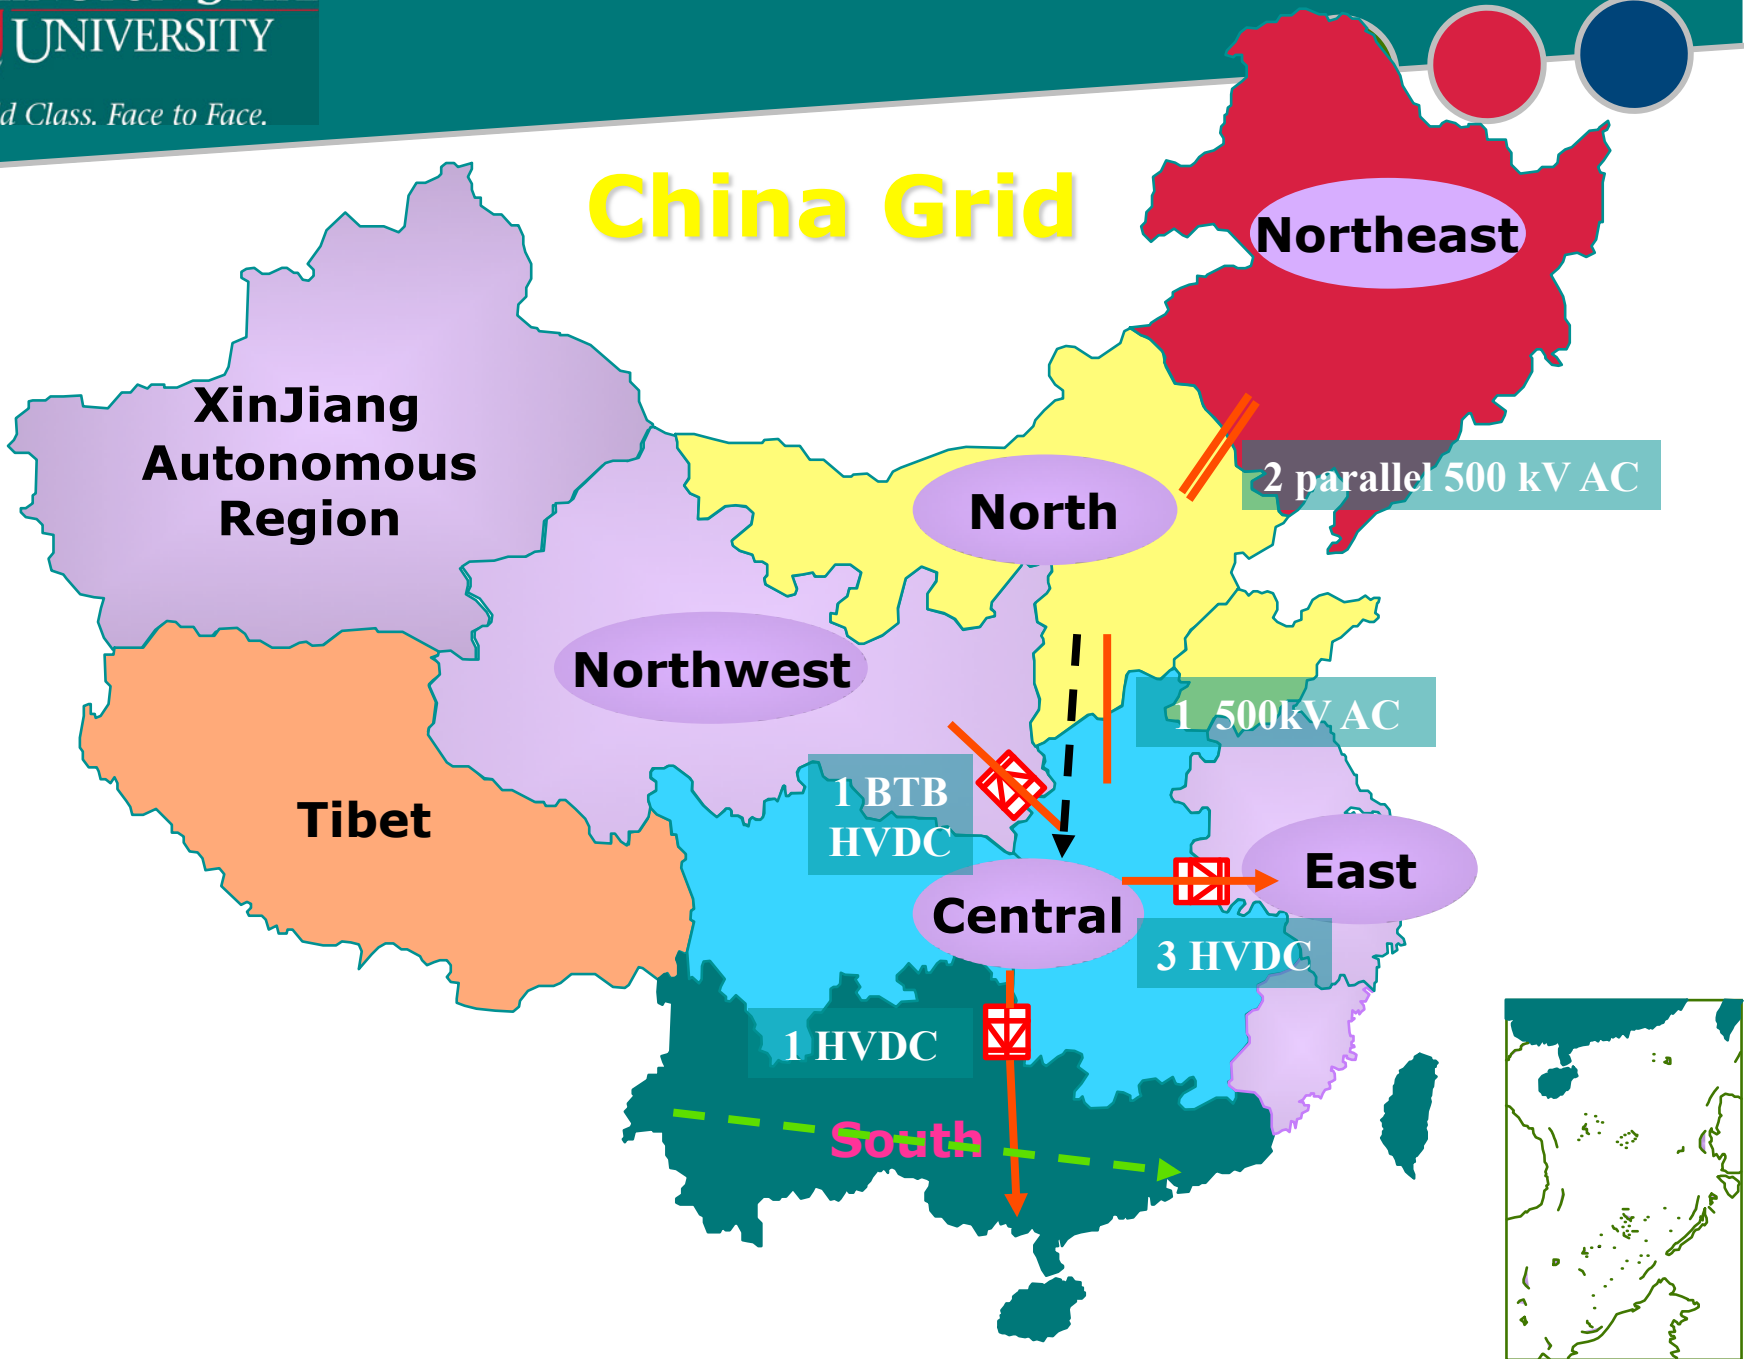 UNIVERSITY
d Class. Face to Face.
China Grid
Northeast
XinJiang
Autonomous
Region
2 parallel 500 kV AC
North
Northwest
1 500kV AC
1 BTB
HVDC
Tibet
East
Central
3 HVDC
1 HVDC
South